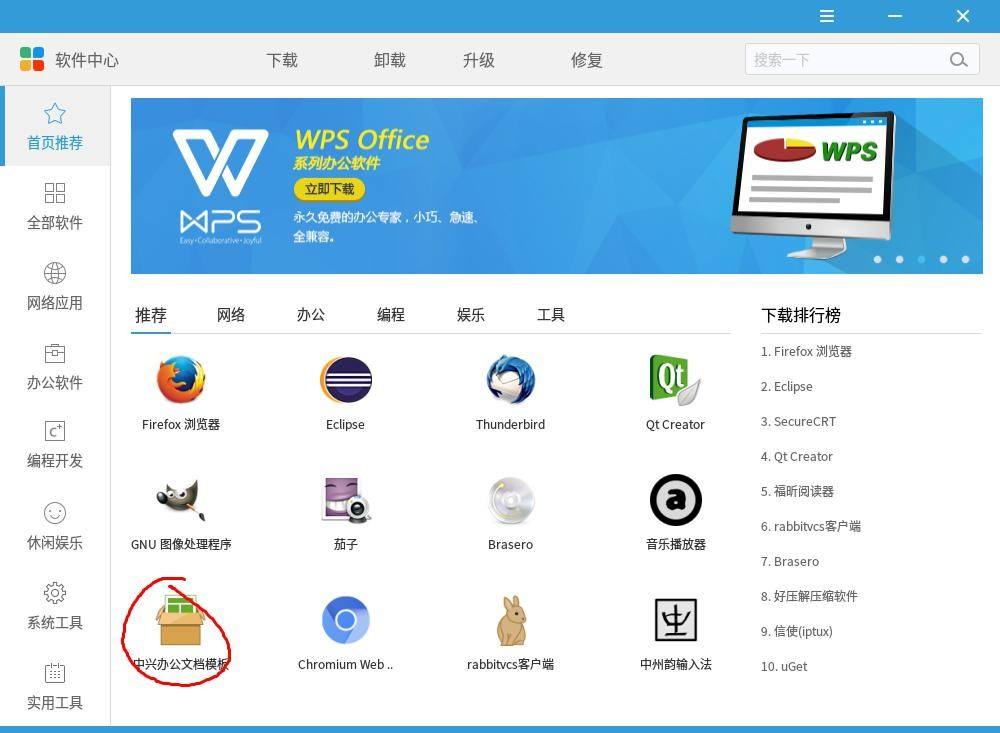 软件中心
下载
卸载
升级
修复
搜索一下
首页推荐
全部软件
网络应用
办公软件
编程开发
休闲娱乐
系统工具
实用工具
WPS
Easy·Collaborative·Joyful
WPS Office
系列办公软件
立即下载
永久免费的办公专家，小巧、急速、
全兼容。
WPS
推荐
网络
办公
编程
娱乐
工具
Firefox 浏览器
Eclipse
Qt
Thunderbird
Qt Creator
GNU 图像处理程序
茄子
Brasero
a
音乐播放器
中兴办公文档模板
Chromium Web ..
rabbitvcs客户端
中州韵输入法
下载排行榜
1. Firefox 浏览器
2. Eclipse
3. SecureCRT
4. Qt Creator
5. 福昕阅读器
6. rabbitvcs客户端
7. Brasero
8. 好压解压缩软件
9. 信使(iptux)
10. uGet